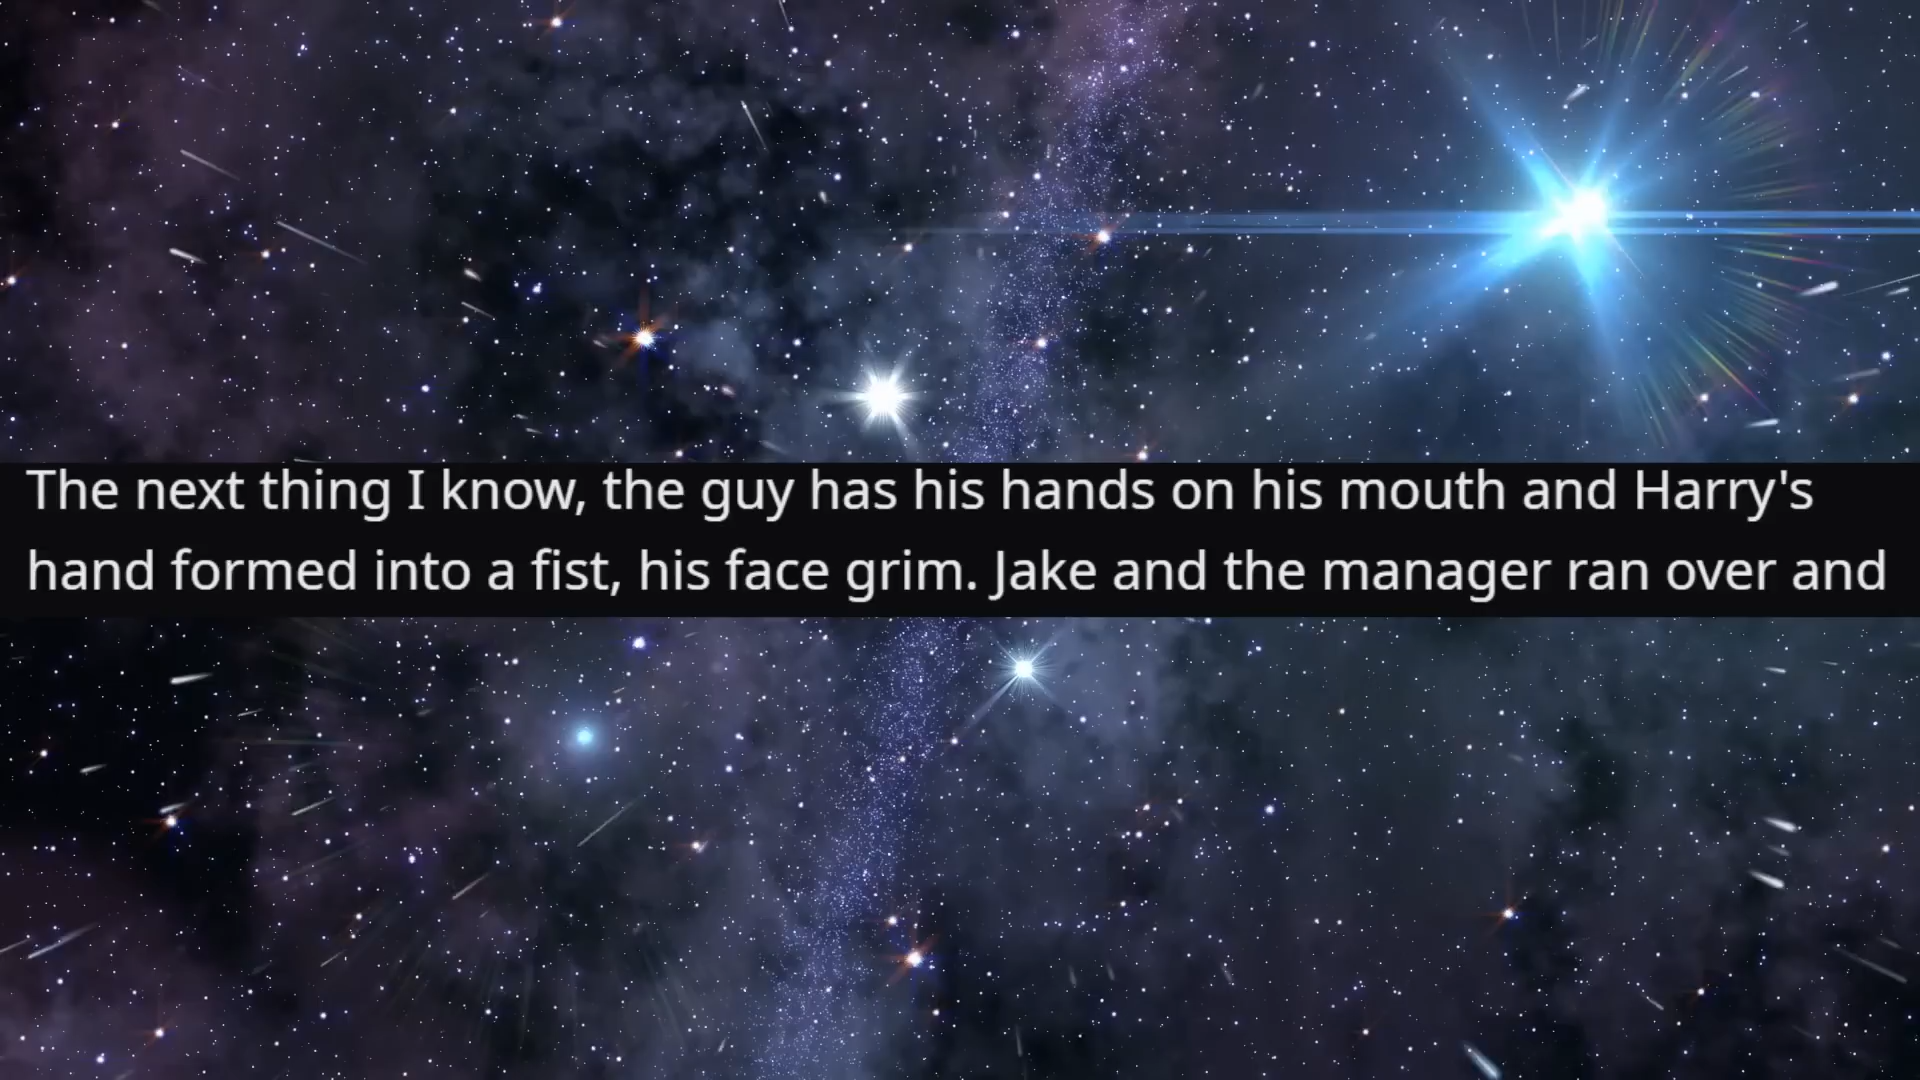 The next thing I know, the guy has his hands on his mouth and Harry's
hand formed into a fist, his face grim. Jake and the manager ran over and